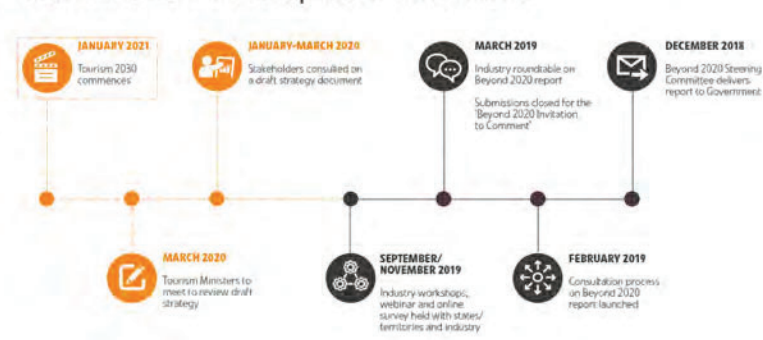 JANUARY 2021
Tourism 2030
commences
JANUARY-MARCH 2020
Stakeholders consulted on
a draft strategy document
MARCH 2019
Industry roundtable on
Beyond 2020 report
Submissions closed for the
'Beyond 2020 Invitation
to Comment'
DECEMBER 2018
Beyond 2020 Steering
Committee delivers
report to Government
MARCH 2020
Tourism Ministers to
meet to review draft
strategy
SEPTEMBER/
NOVEMBER 2019
Industry workshops,
webinar and online
survey held with states/
territories and industry
FEBRUARY 2019
Consultation process
on Beyond 2020
report launched